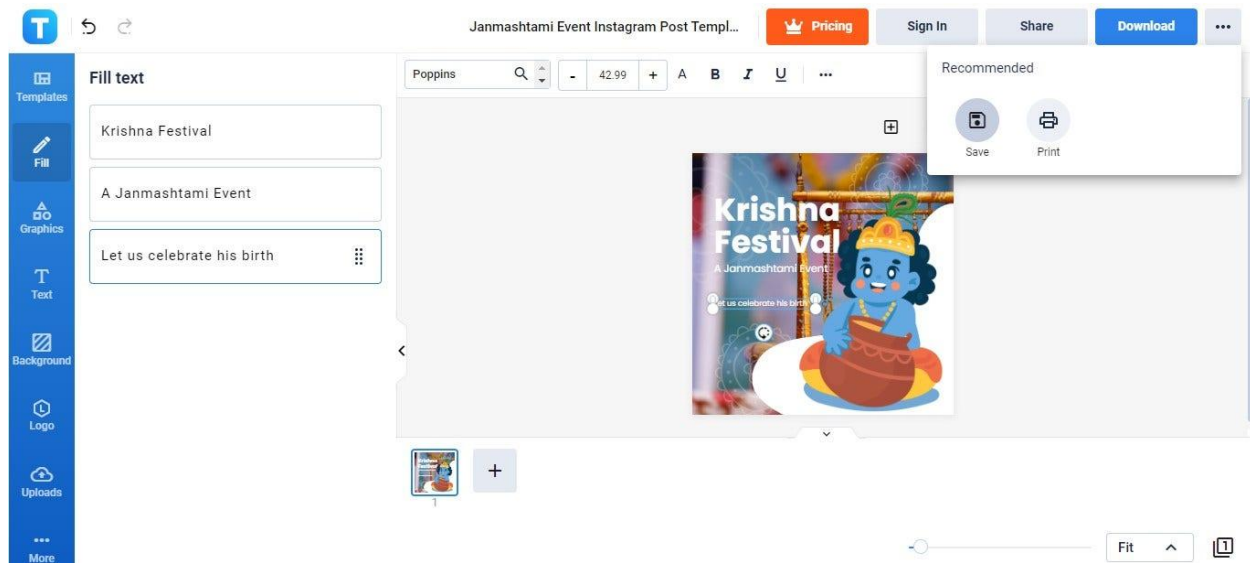 T
Janmashtami Event Instagram Post Templ...
Pricing
Sign In
Share
Download
Templates
Fill
Graphics
Text
Background
Logo
Uploads
More
Fill text
Krishna Festival
A Janmashtami Event
Let us celebrate his birth
Poppins
- 42.99 + A B I U
Recommended
Save
Print
Krishna
Festival
A Janmashtami Event
Let us celebrate his birth
1
Fit
1